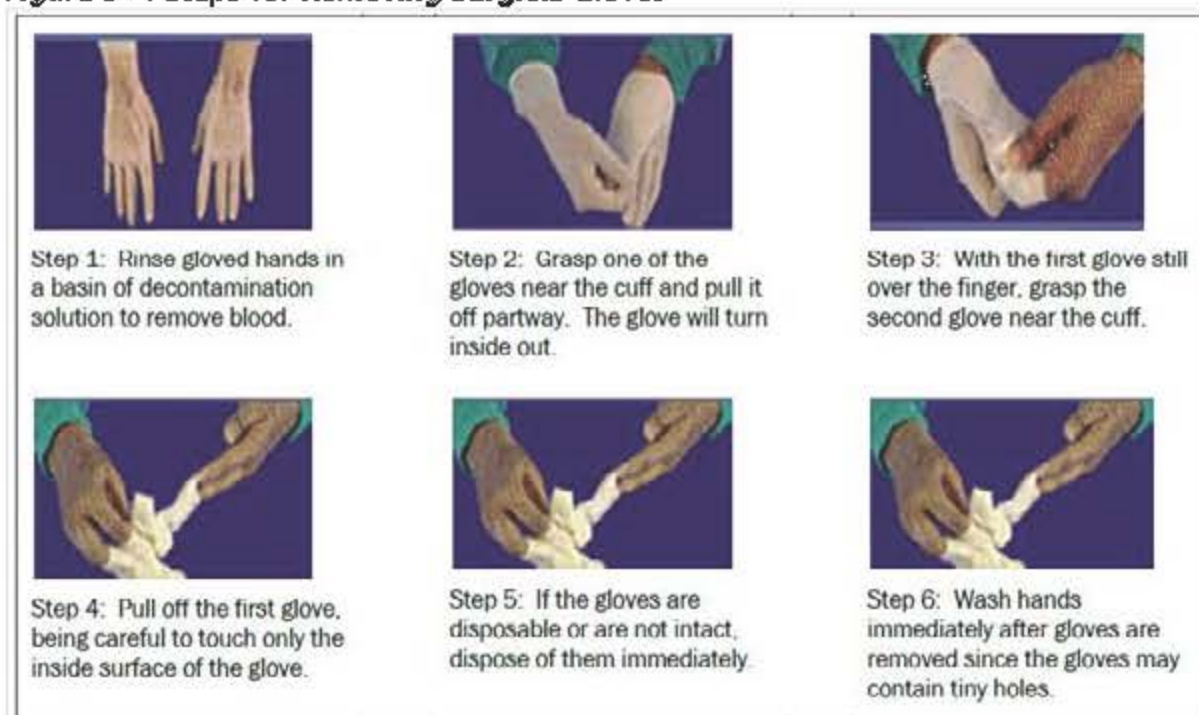 Steps for Removing Surgical Gloves
Step 1: Rinse gloved hands in
a basin of decontamination
solution to remove blood.
Step 2: Grasp one of the
gloves near the cuff and pull it
off partway. The glove will turn
inside out.
Step 3: With the first glove still
over the finger, grasp the
second glove near the cuff.
Step 4: Pull off the first glove,
being careful to touch only the
inside surface of the glove.
Step 5: If the gloves are
disposable or are not intact,
dispose of them immediately.
Step 6: Wash hands
immediately after gloves are
removed since the gloves may
contain tiny holes.